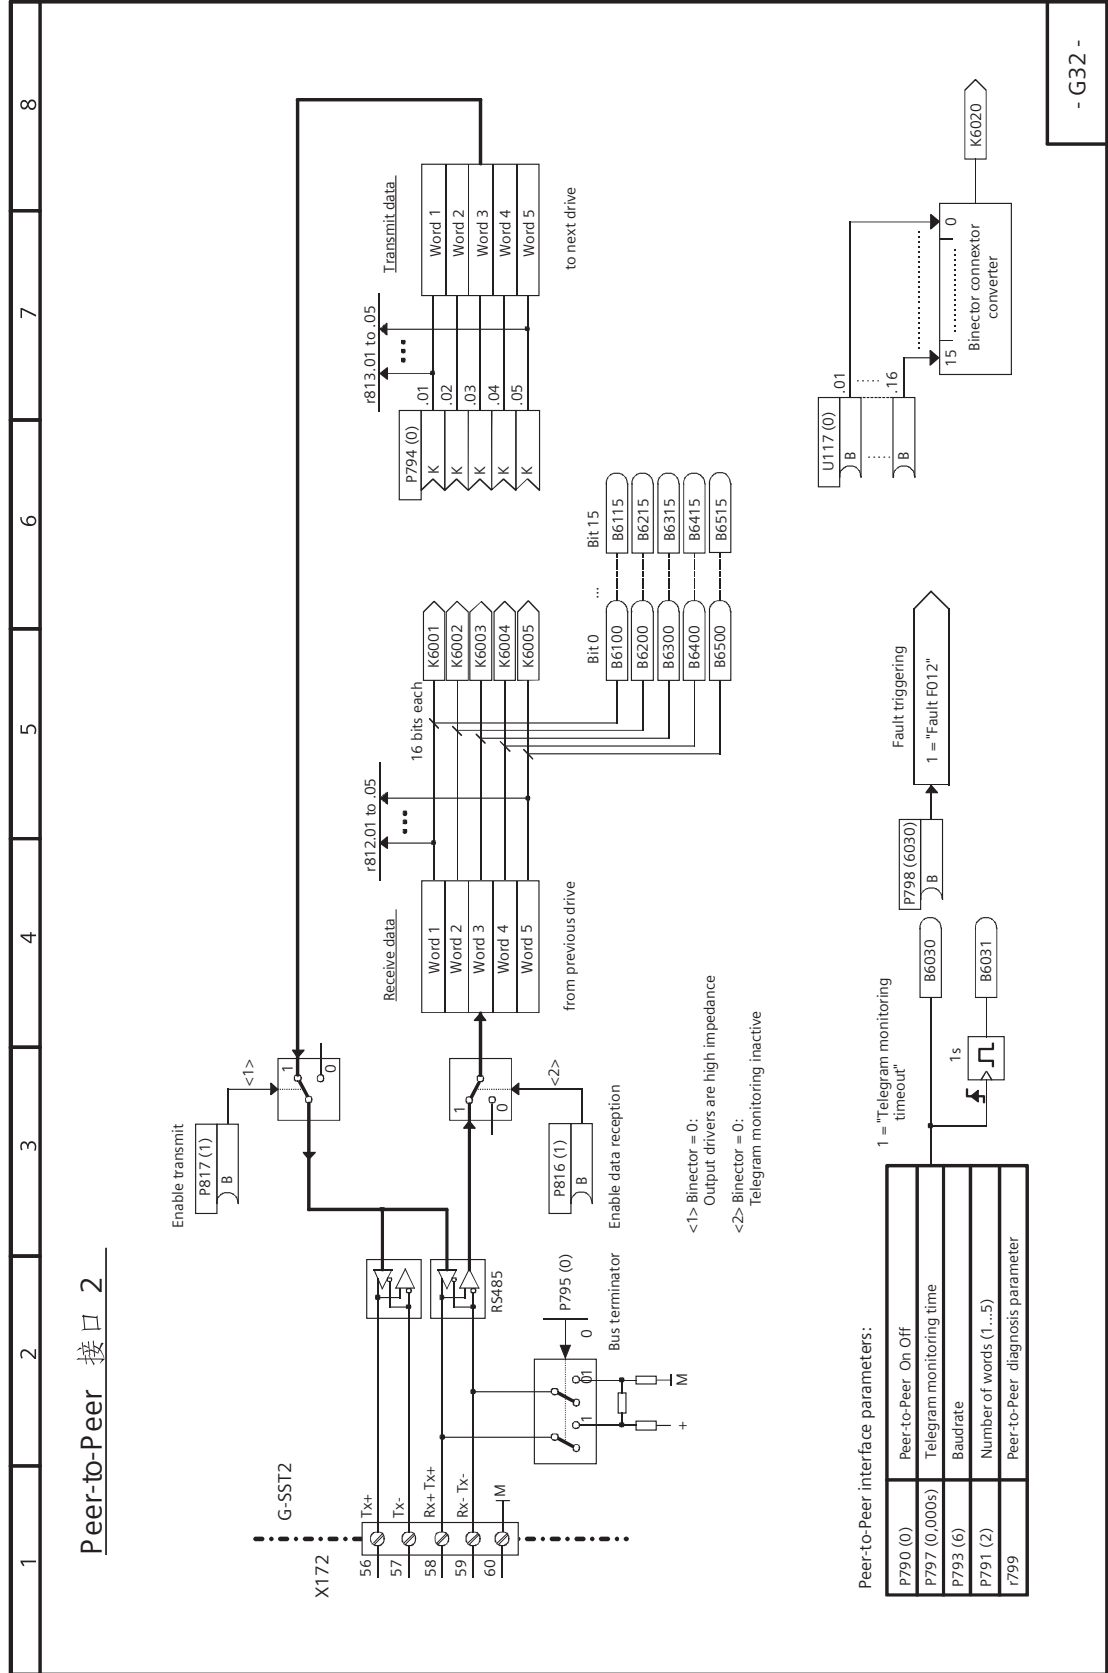 1 2 3 4 5 6 7 8
Peer-to-Peer 接口 2
X172
G-SST2
56 Tx+
57 Tx-
58 Rx+ Tx+
59 Rx- Tx-
60 M
RS485
P795 (0)
0
Bus terminator
1
01
+ M
Enable transmit
P817 (1)
B
<1>
1
0
1
0
<2>
P816 (1)
B
Enable data reception
<1> Binector = 0:
Output drivers are high impedance
<2> Binector = 0:
Telegram monitoring inactive
Receive data
Word 1
Word 2
Word 3
Word 4
Word 5
from previous drive
r812.01 to .05
16 bits each
K6001
K6002
K6003
K6004
K6005
Bit 0 ... Bit 15
B6100 B6115
B6200 B6215
B6300 B6315
B6400 B6415
B6500 B6515
P794 (0)
K .01
K .02
K .03
K .04
K .05
r813.01 to .05
Transmit data
Word 1
Word 2
Word 3
Word 4
Word 5
to next drive
Peer-to-Peer interface parameters:
P790 (0) Peer-to-Peer On Off
P797 (0,000s) Telegram monitoring time
P793 (6) Baudrate
P791 (2) Number of words (1...5)
r799 Peer-to-Peer diagnosis parameter
1 = "Telegram monitoring
timeout"
B6030
1s
B6031
P798 (6030)
B
Fault triggering
1 = "Fault F012"
U117 (0)
B .01
..... .....
B .16
15 0
Binector connextor
converter
K6020
- G32 -